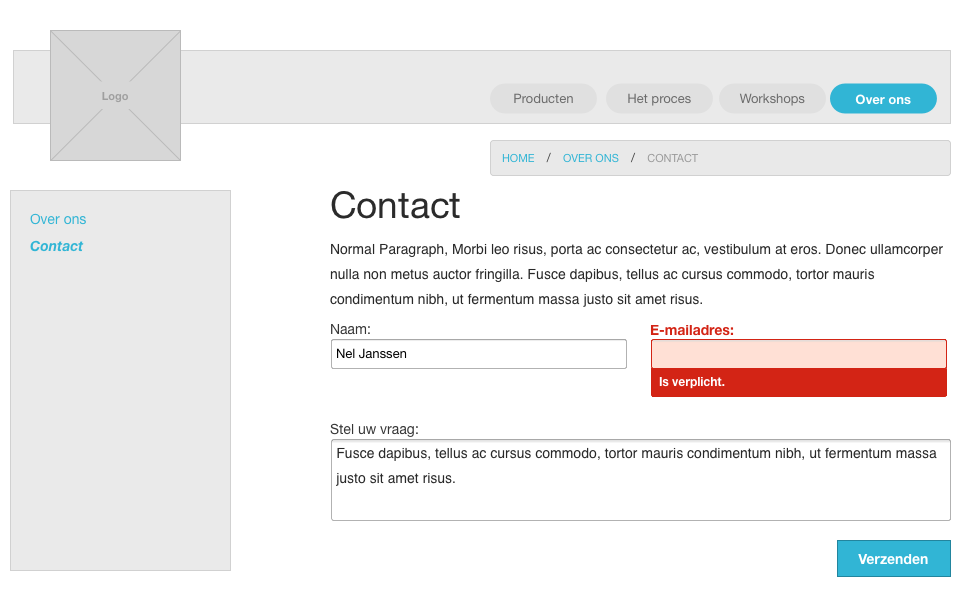 Logo
Producten
Het proces
Workshops
Over ons
HOME / OVER ONS / CONTACT
Over ons
Contact
Contact
Normal Paragraph, Morbi leo risus, porta ac consectetur ac, vestibulum at eros. Donec ullamcorper
nulla non metus auctor fringilla. Fusce dapibus, tellus ac cursus commodo, tortor mauris
condimentum nibh, ut fermentum massa justo sit amet risus.
Naam:
Nel Janssen
E-mailadres:
Is verplicht.
Stel uw vraag:
Fusce dapibus, tellus ac cursus commodo, tortor mauris condimentum nibh, ut fermentum massa
justo sit amet risus.
Verzenden